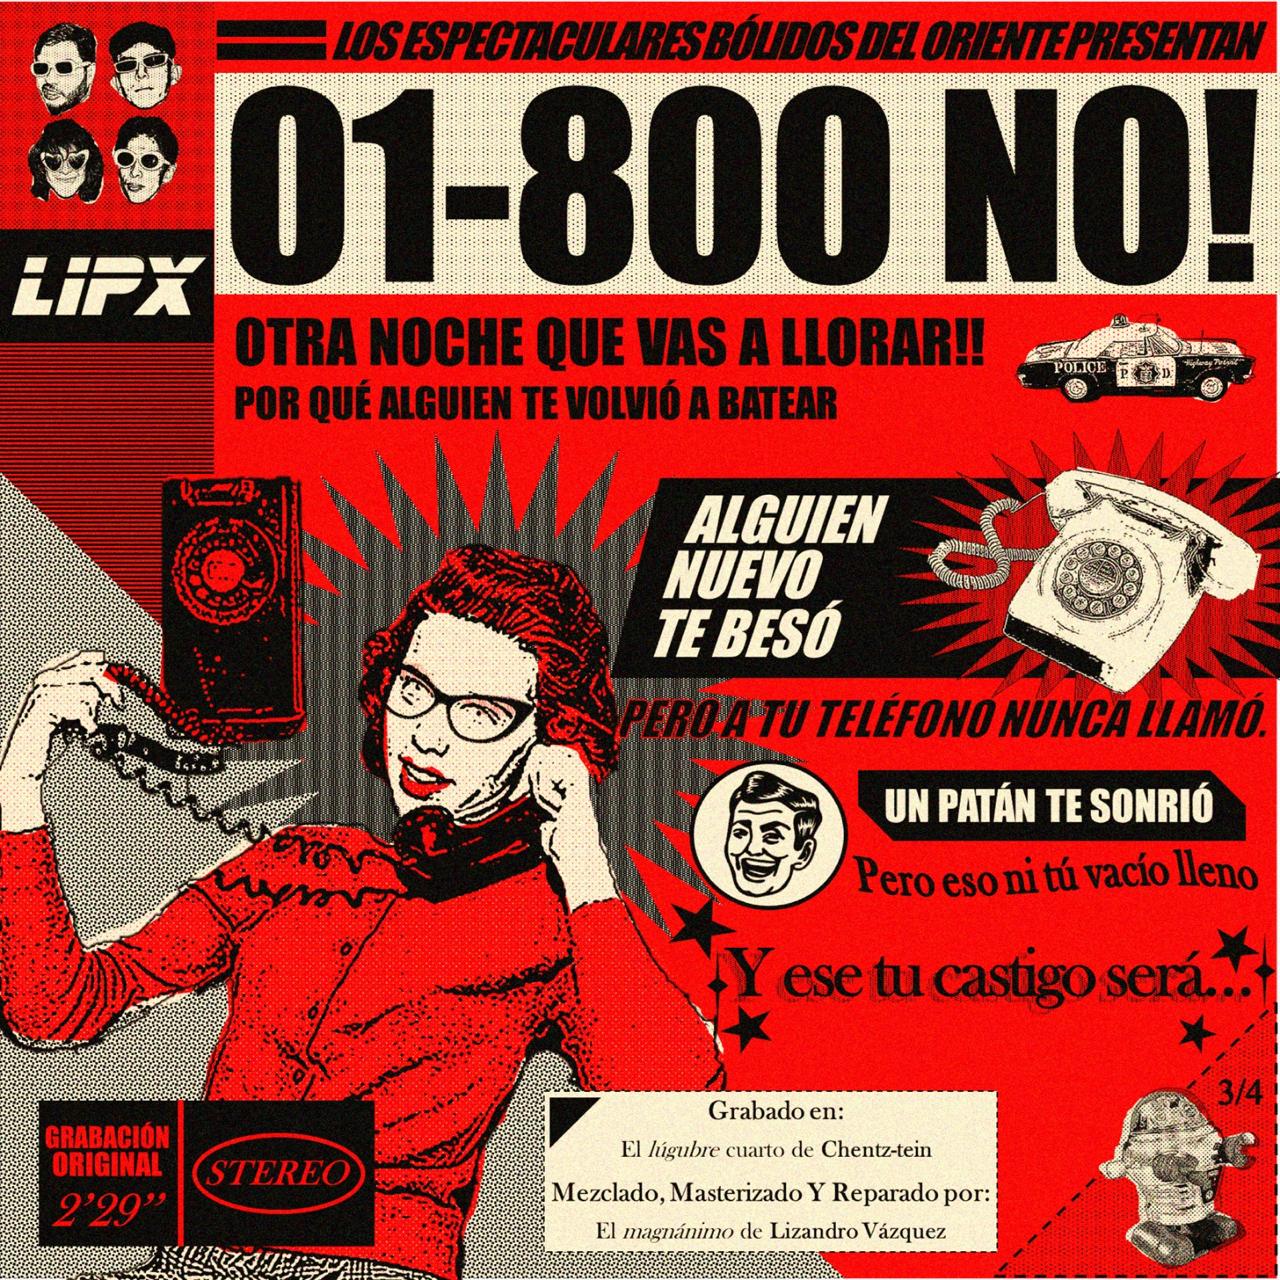 LOS ESPECTACULARES BÓLIDOS DEL ORIENTE PRESENTAN
01-800 NO!
LIPX
OTRA NOCHE QUE VAS A LLORAR!!
POR QUÉ ALGUIEN TE VOLVIÓ A BATEAR
POLICE
P. D.
Highway Patrol
ALGUIEN
NUEVO
TE BESÓ
PERO A TU TELÉFONO NUNCA LLAMÓ.
UN PATÁN TE SONRIÓ
Pero eso ni tú vacío lleno
Y ese tu castigo será...
3/4
GRABACIÓN
ORIGINAL
2’29’’
STEREO
Grabado en:
El lúgubre cuarto de Chentz-tein
Mezclado, Masterizado Y Reparado por:
El magnánimo de Lizandro Vázquez